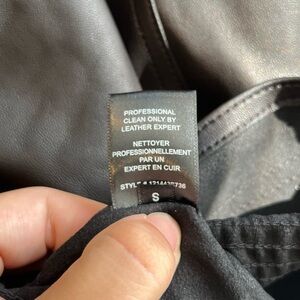 PROFESSIONAL
CLEAN ONLY BY
LEATHER EXPERT
NETTOYER
PROFESSIONNELLEMENT
PAR UN
EXPERT EN CUIR
STYLE #
S